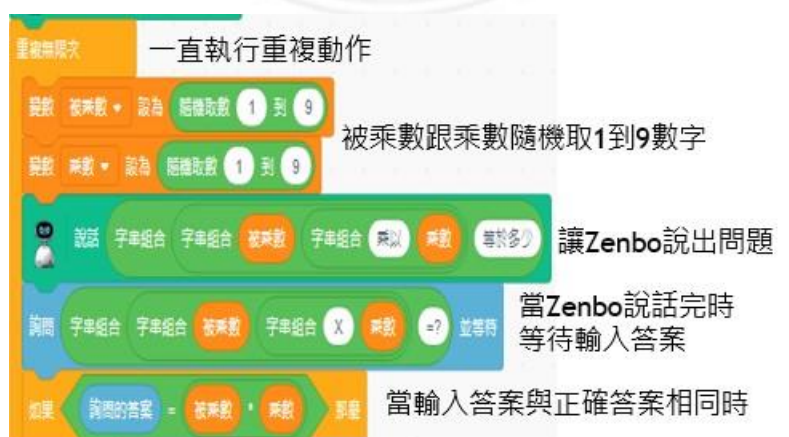 重複無限次
一直執行重複動作
變數 被乘數 設為 隨機取數 1 到 9
被乘數跟乘數隨機取1到9數字
變數 乘數 設為 隨機取數 1 到 9
說話 字串組合 字串組合 被乘數 字串組合 乘以 乘數 等於多少
讓Zenbo說出問題
詢問 字串組合 字串組合 被乘數 字串組合 X 乘數 =? 並等待
當Zenbo說話完時
等待輸入答案
如果 詢問的答案 = 被乘數 * 乘數 那麼
當輸入答案與正確答案相同時